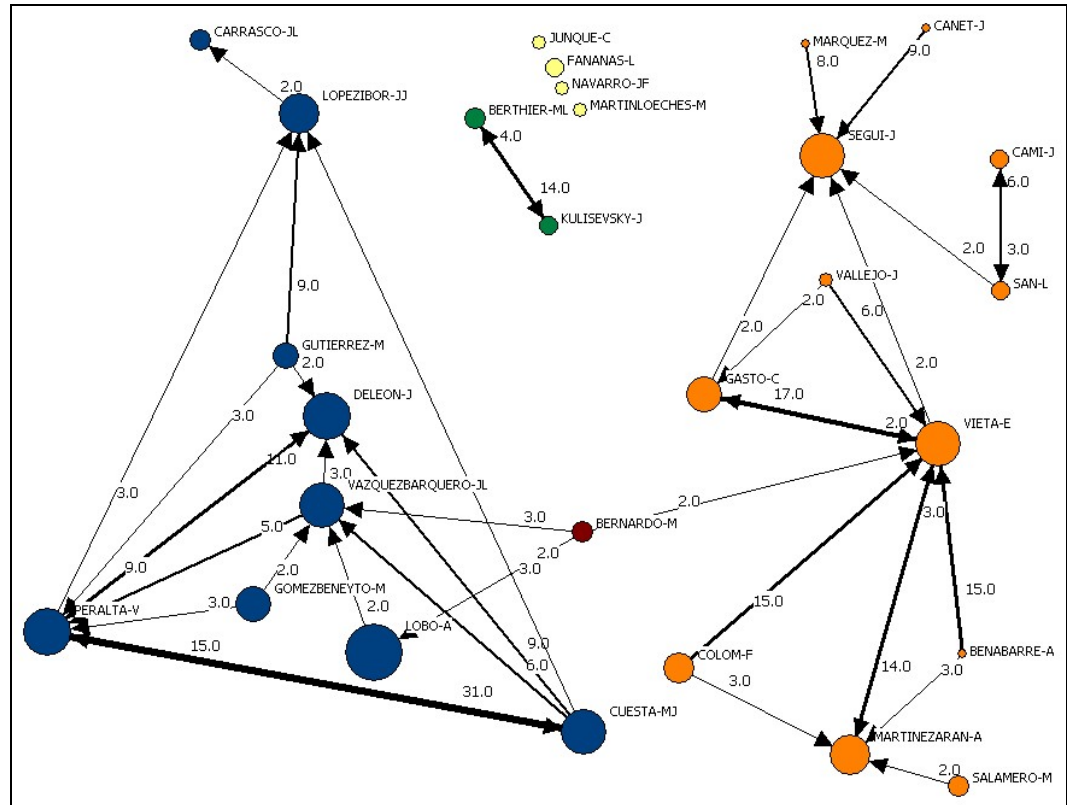 CARRASCO-JL
2.0
LOPEZIBOR-JJ
JUNQUE-C
FANANAS-L
NAVARRO-JF
MARTINLOECHES-M
BERTHIER-ML
4.0
14.0
KULISEVSKY-J
MARQUEZ-M
CANET-J
8.0
9.0
SEGUI-J
CAMI-J
6.0
2.0
3.0
SAN-L
VALLEJO-J
2.0
6.0
2.0
2.0
GASTO-C
17.0
2.0
VIETA-E
9.0
GUTIERREZ-M
2.0
DELEON-J
3.0
11.0
3.0
3.0
VAZQUEZBARQUERO-JL
5.0
9.0
2.0
GOMEZBENEYTO-M
3.0
PERALTA-V
2.0
LOBO-A
3.0
BERNARDO-M
2.0
3.0
2.0
15.0
31.0
9.0
6.0
CUESTA-MJ
3.0
15.0
15.0
COLOM-F
3.0
14.0
BENABARRE-A
3.0
MARTINEZARAN-A
2.0
SALAMERO-M